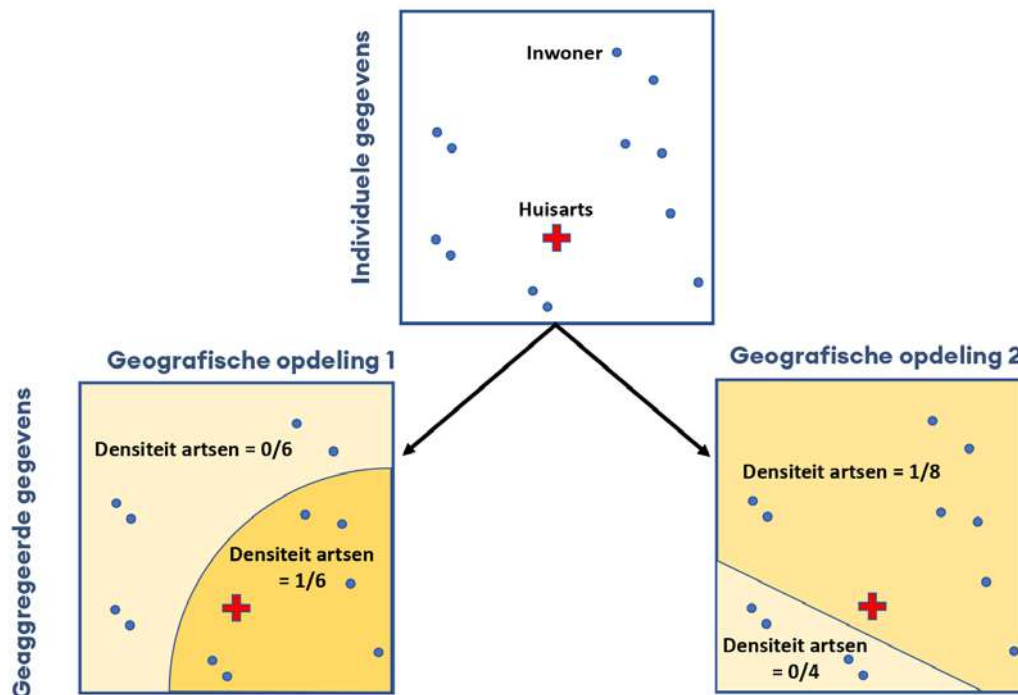 Individuele gegevens
Inwoner
Huisarts
Geaggregeerde gegevens
Geografische opdeling 1
Densiteit artsen = 0/6
Densiteit artsen
= 1/6
Geografische opdeling 2
Densiteit artsen = 1/8
Densiteit artsen
= 0/4